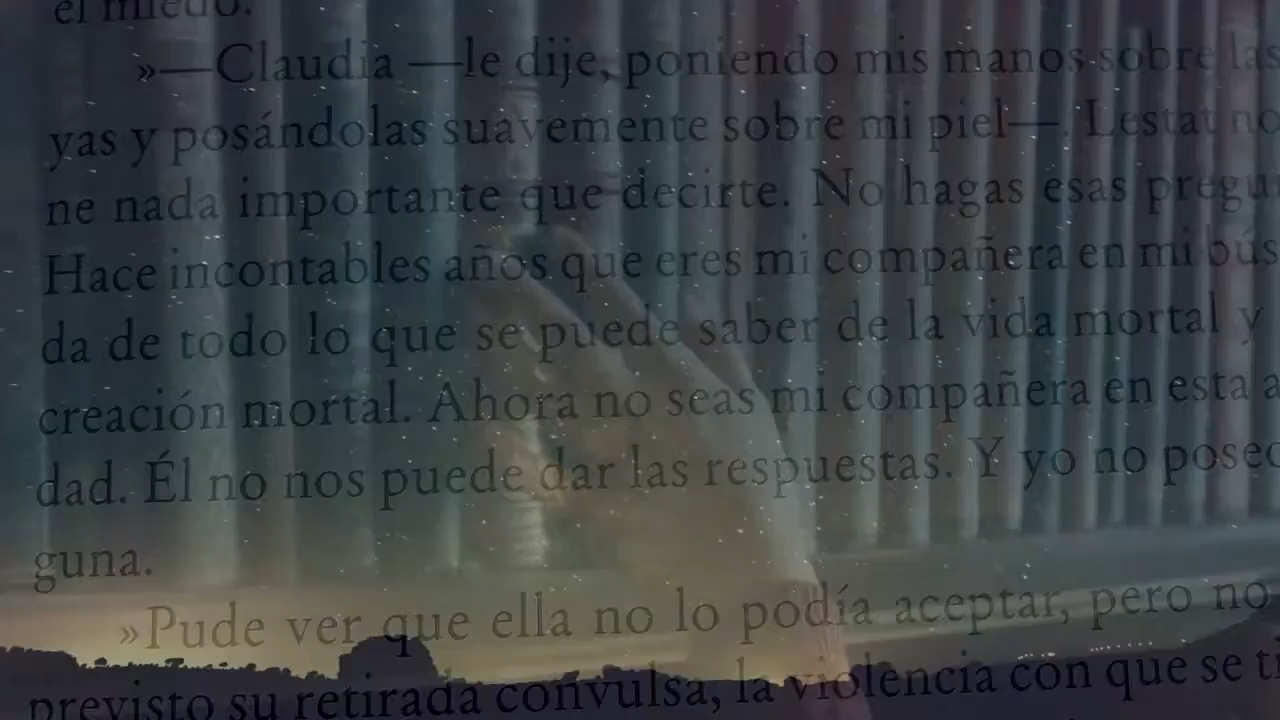 el miedo.
»—Claudia —le dije, poniendo mis manos sobre las
yas y posándolas suavemente sobre mi piel—. Lestat no
ne nada importante que decirte. No hagas esas pregu
Hace incontables años que eres mi compañera en mi bús
da de todo lo que se puede saber de la vida mortal y
creación mortal. Ahora no seas mi compañera en esta a
dad. Él no nos puede dar las respuestas. Y yo no poseo
guna.
»Pude ver que ella no lo podía aceptar, pero no
previsto su retirada convulsa, la violencia con que se ti